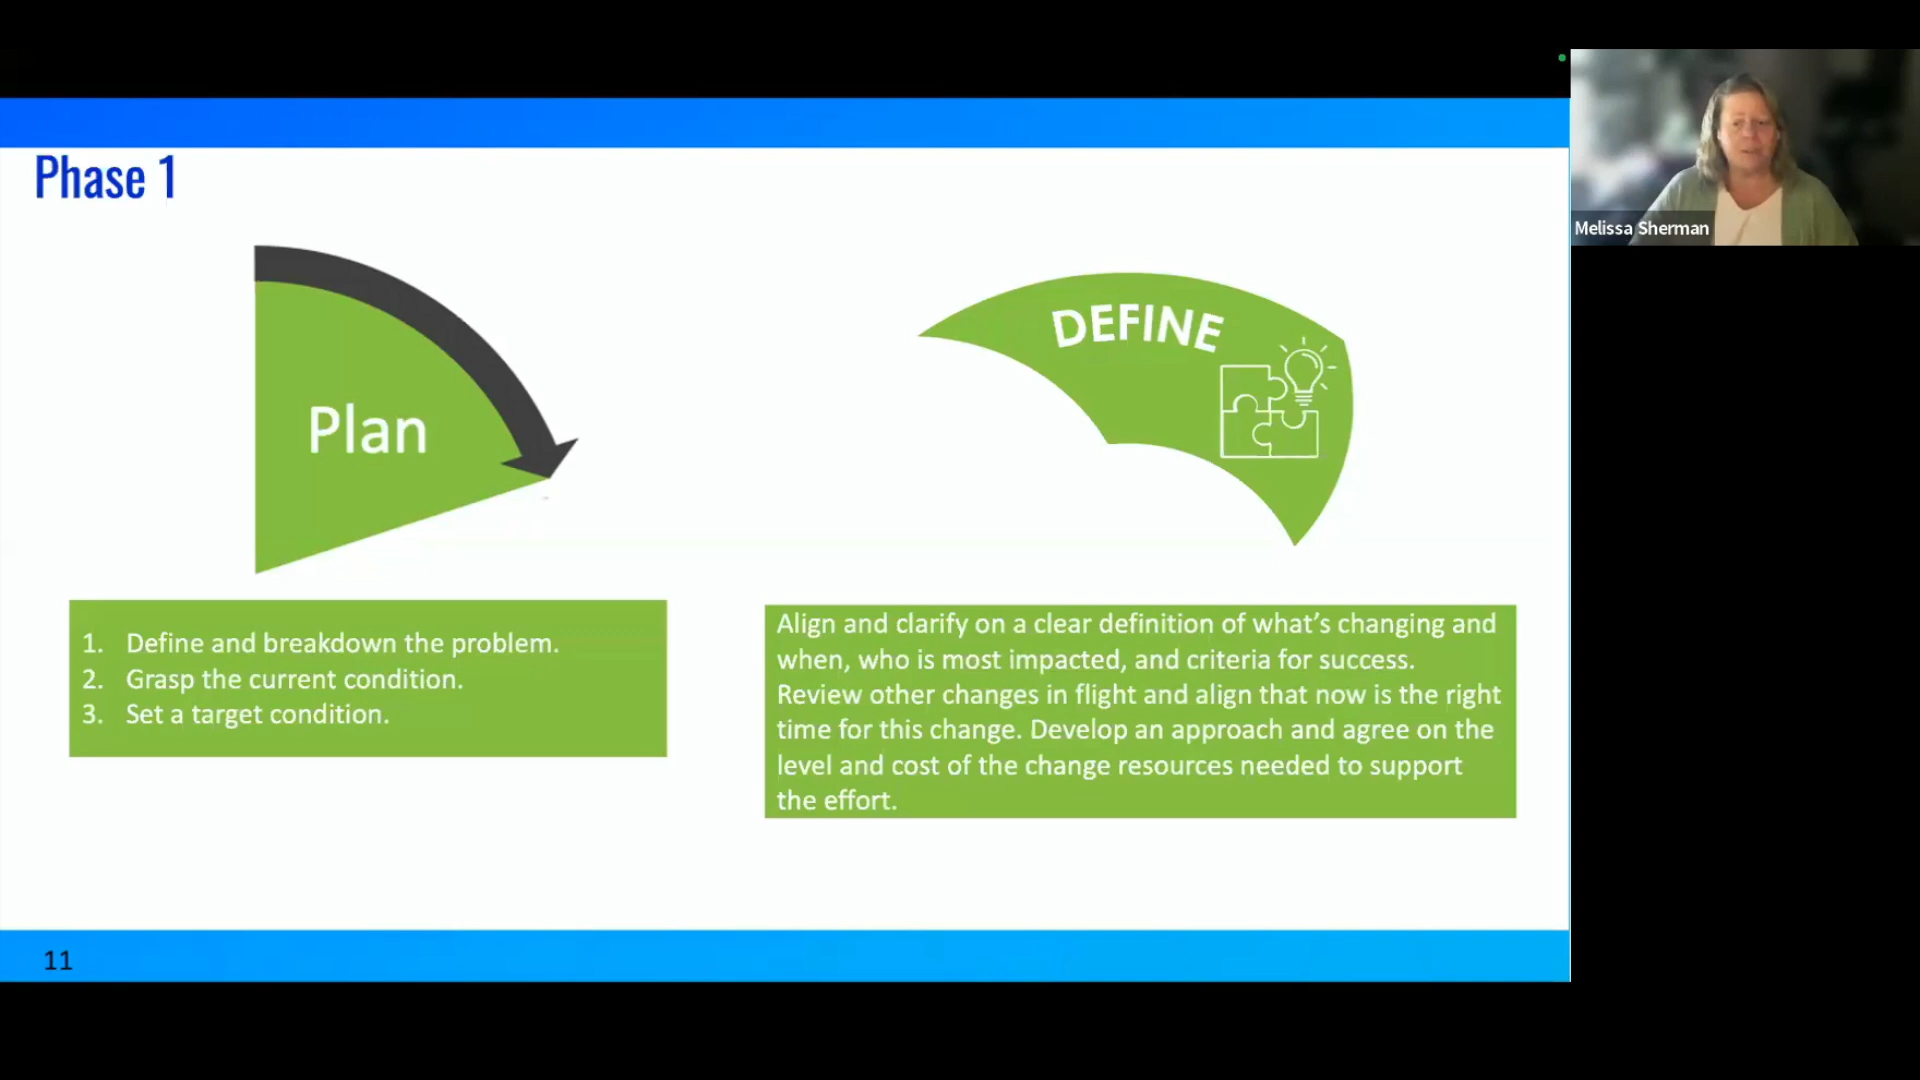 Phase 1
Plan
DEFINE
1. Define and breakdown the problem.
2. Grasp the current condition.
3. Set a target condition.
Align and clarify on a clear definition of what's changing and
when, who is most impacted, and criteria for success.
Review other changes in flight and align that now is the right
time for this change. Develop an approach and agree on the
level and cost of the change resources needed to support
the effort.
11
Melissa Sherman